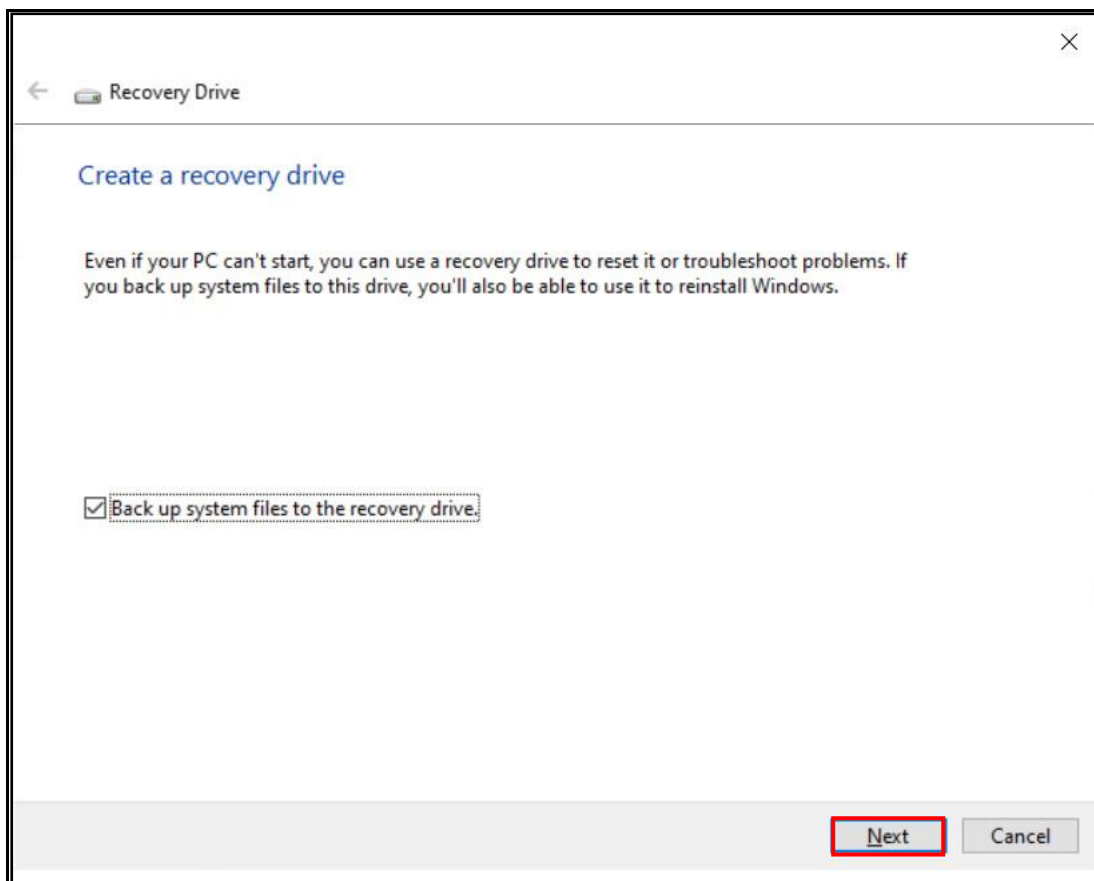 Recovery Drive
Create a recovery drive
Even if your PC can't start, you can use a recovery drive to reset it or troubleshoot problems. If
you back up system files to this drive, you'll also be able to use it to reinstall Windows.
Back up system files to the recovery drive.
Next
Cancel